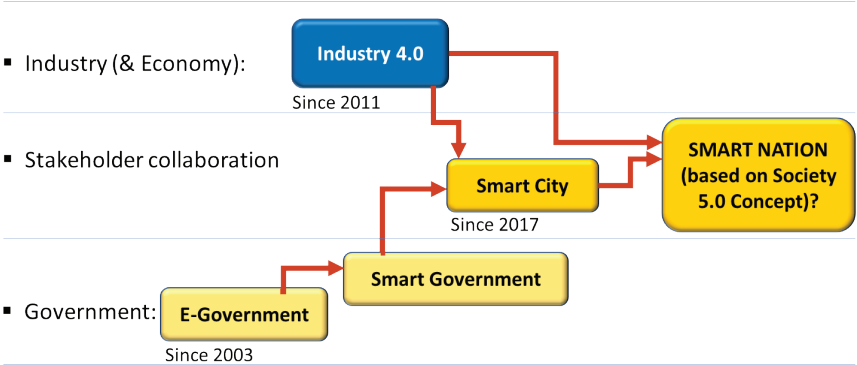 ▪ Industry (& Economy):
Industry 4.0
Since 2011
▪ Stakeholder collaboration
SMART NATION
(based on Society
5.0 Concept)?
Smart City
Since 2017
Smart Government
▪ Government:
E-Government
Since 2003